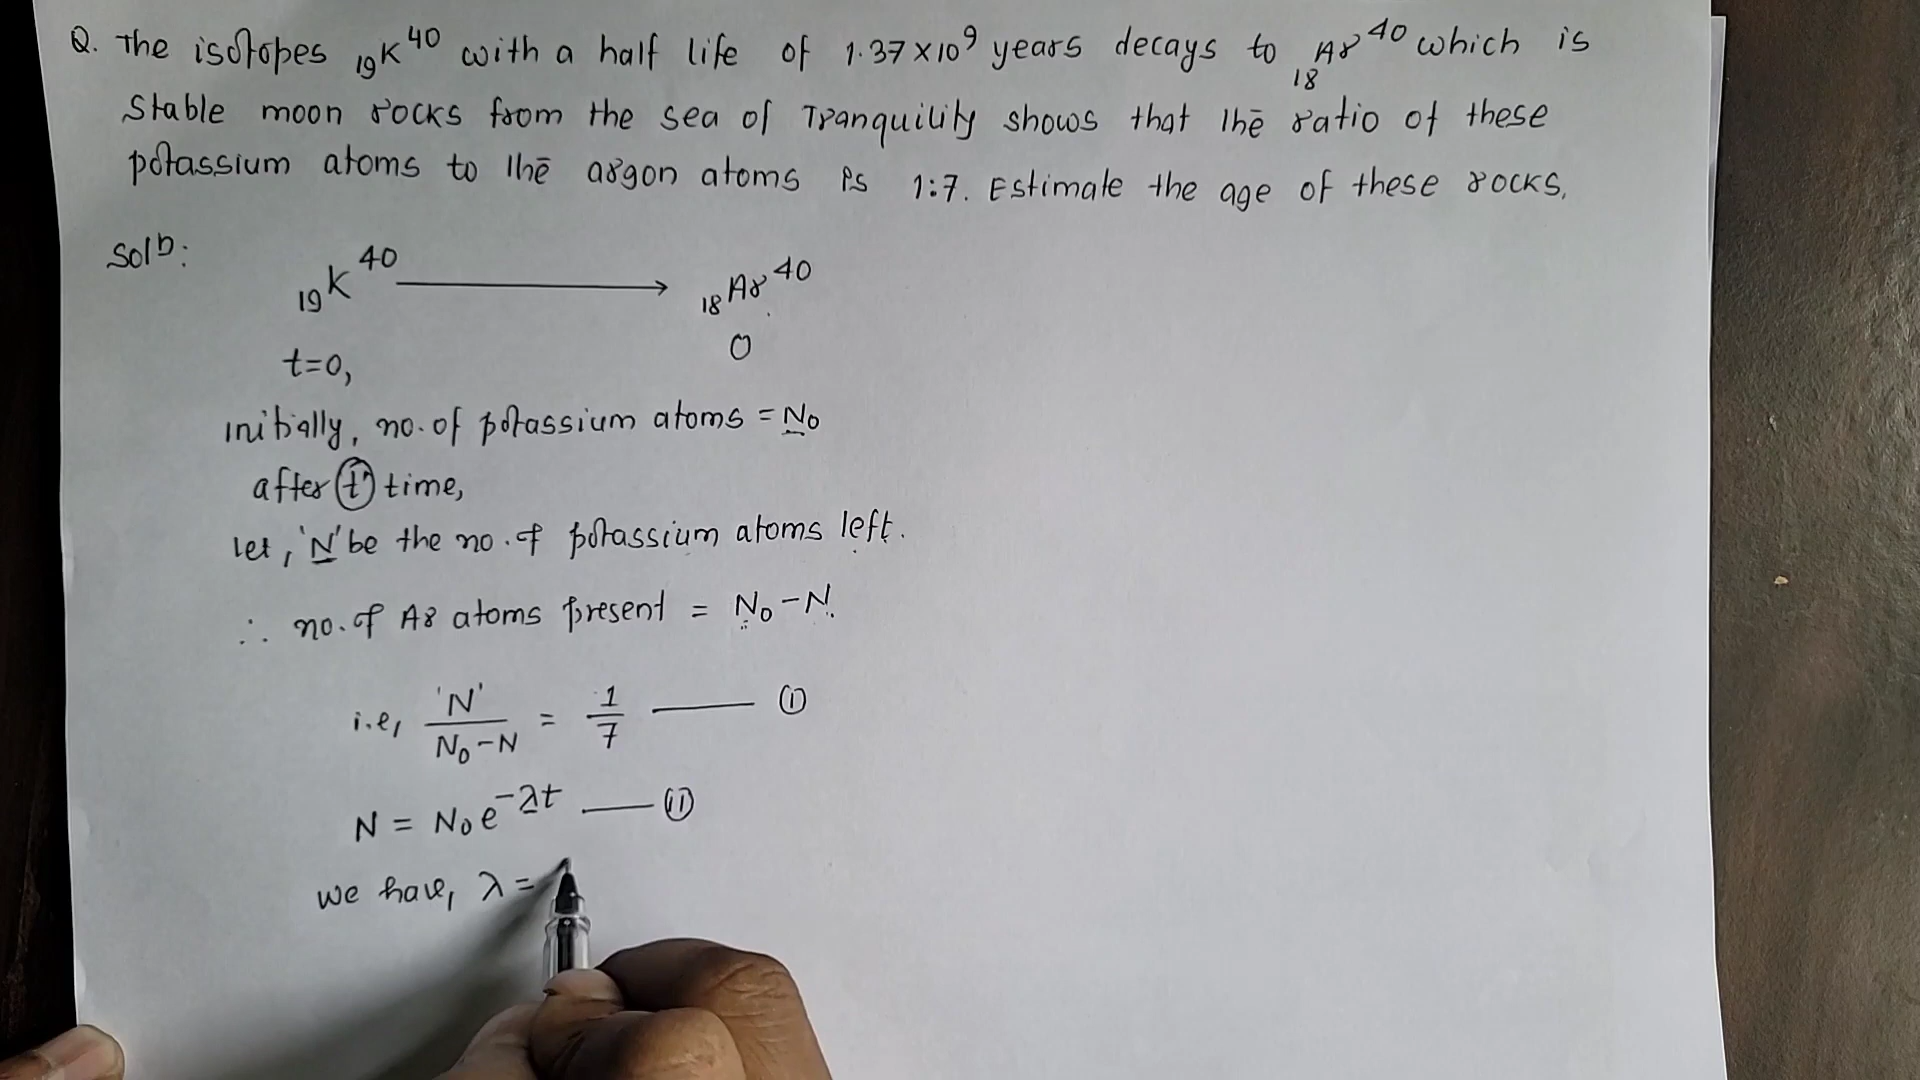 Q. The isotopes ₁₉K⁴⁰ with a half life of 1.37×10⁹ years decays to ₁₈Ar⁴⁰ which is
Stable moon rocks from the sea of Tranquility shows that the ratio of these
potassium atoms to the argon atoms is 1:7. Estimate the age of these rocks.
Solⁿ:
₁₉K⁴⁰ ⟶ ₁₈Ar⁴⁰
t=0, 0
initially, no. of potassium atoms = N₀
after 't' time,
let, 'N' be the no. of potassium atoms left.
∴ no. of Ar atoms present = N₀ - N.
i.e, 'N' / N₀-N = 1/7 —— ①
N = N₀e^-λt —— ⑪
we have, λ =